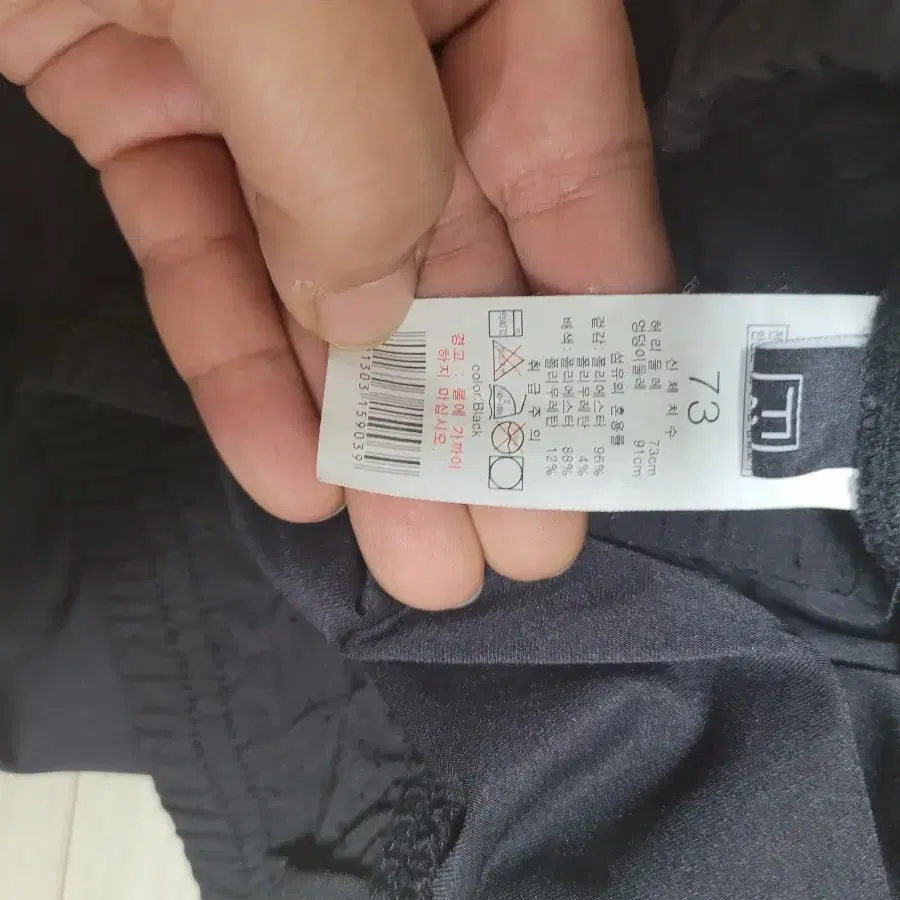 73
신 체 치 수
허 리 둘 레 73cm
엉덩이둘레 91cm
섬유의 혼용률
겉감: 폴리에스터 96%
폴리우레탄 4%
배색: 폴리에스터 88%
폴리우레탄 12%
취 급 주 의
color:Black
경고 : 불에 가까이
하지 마십시오.
11303 159039